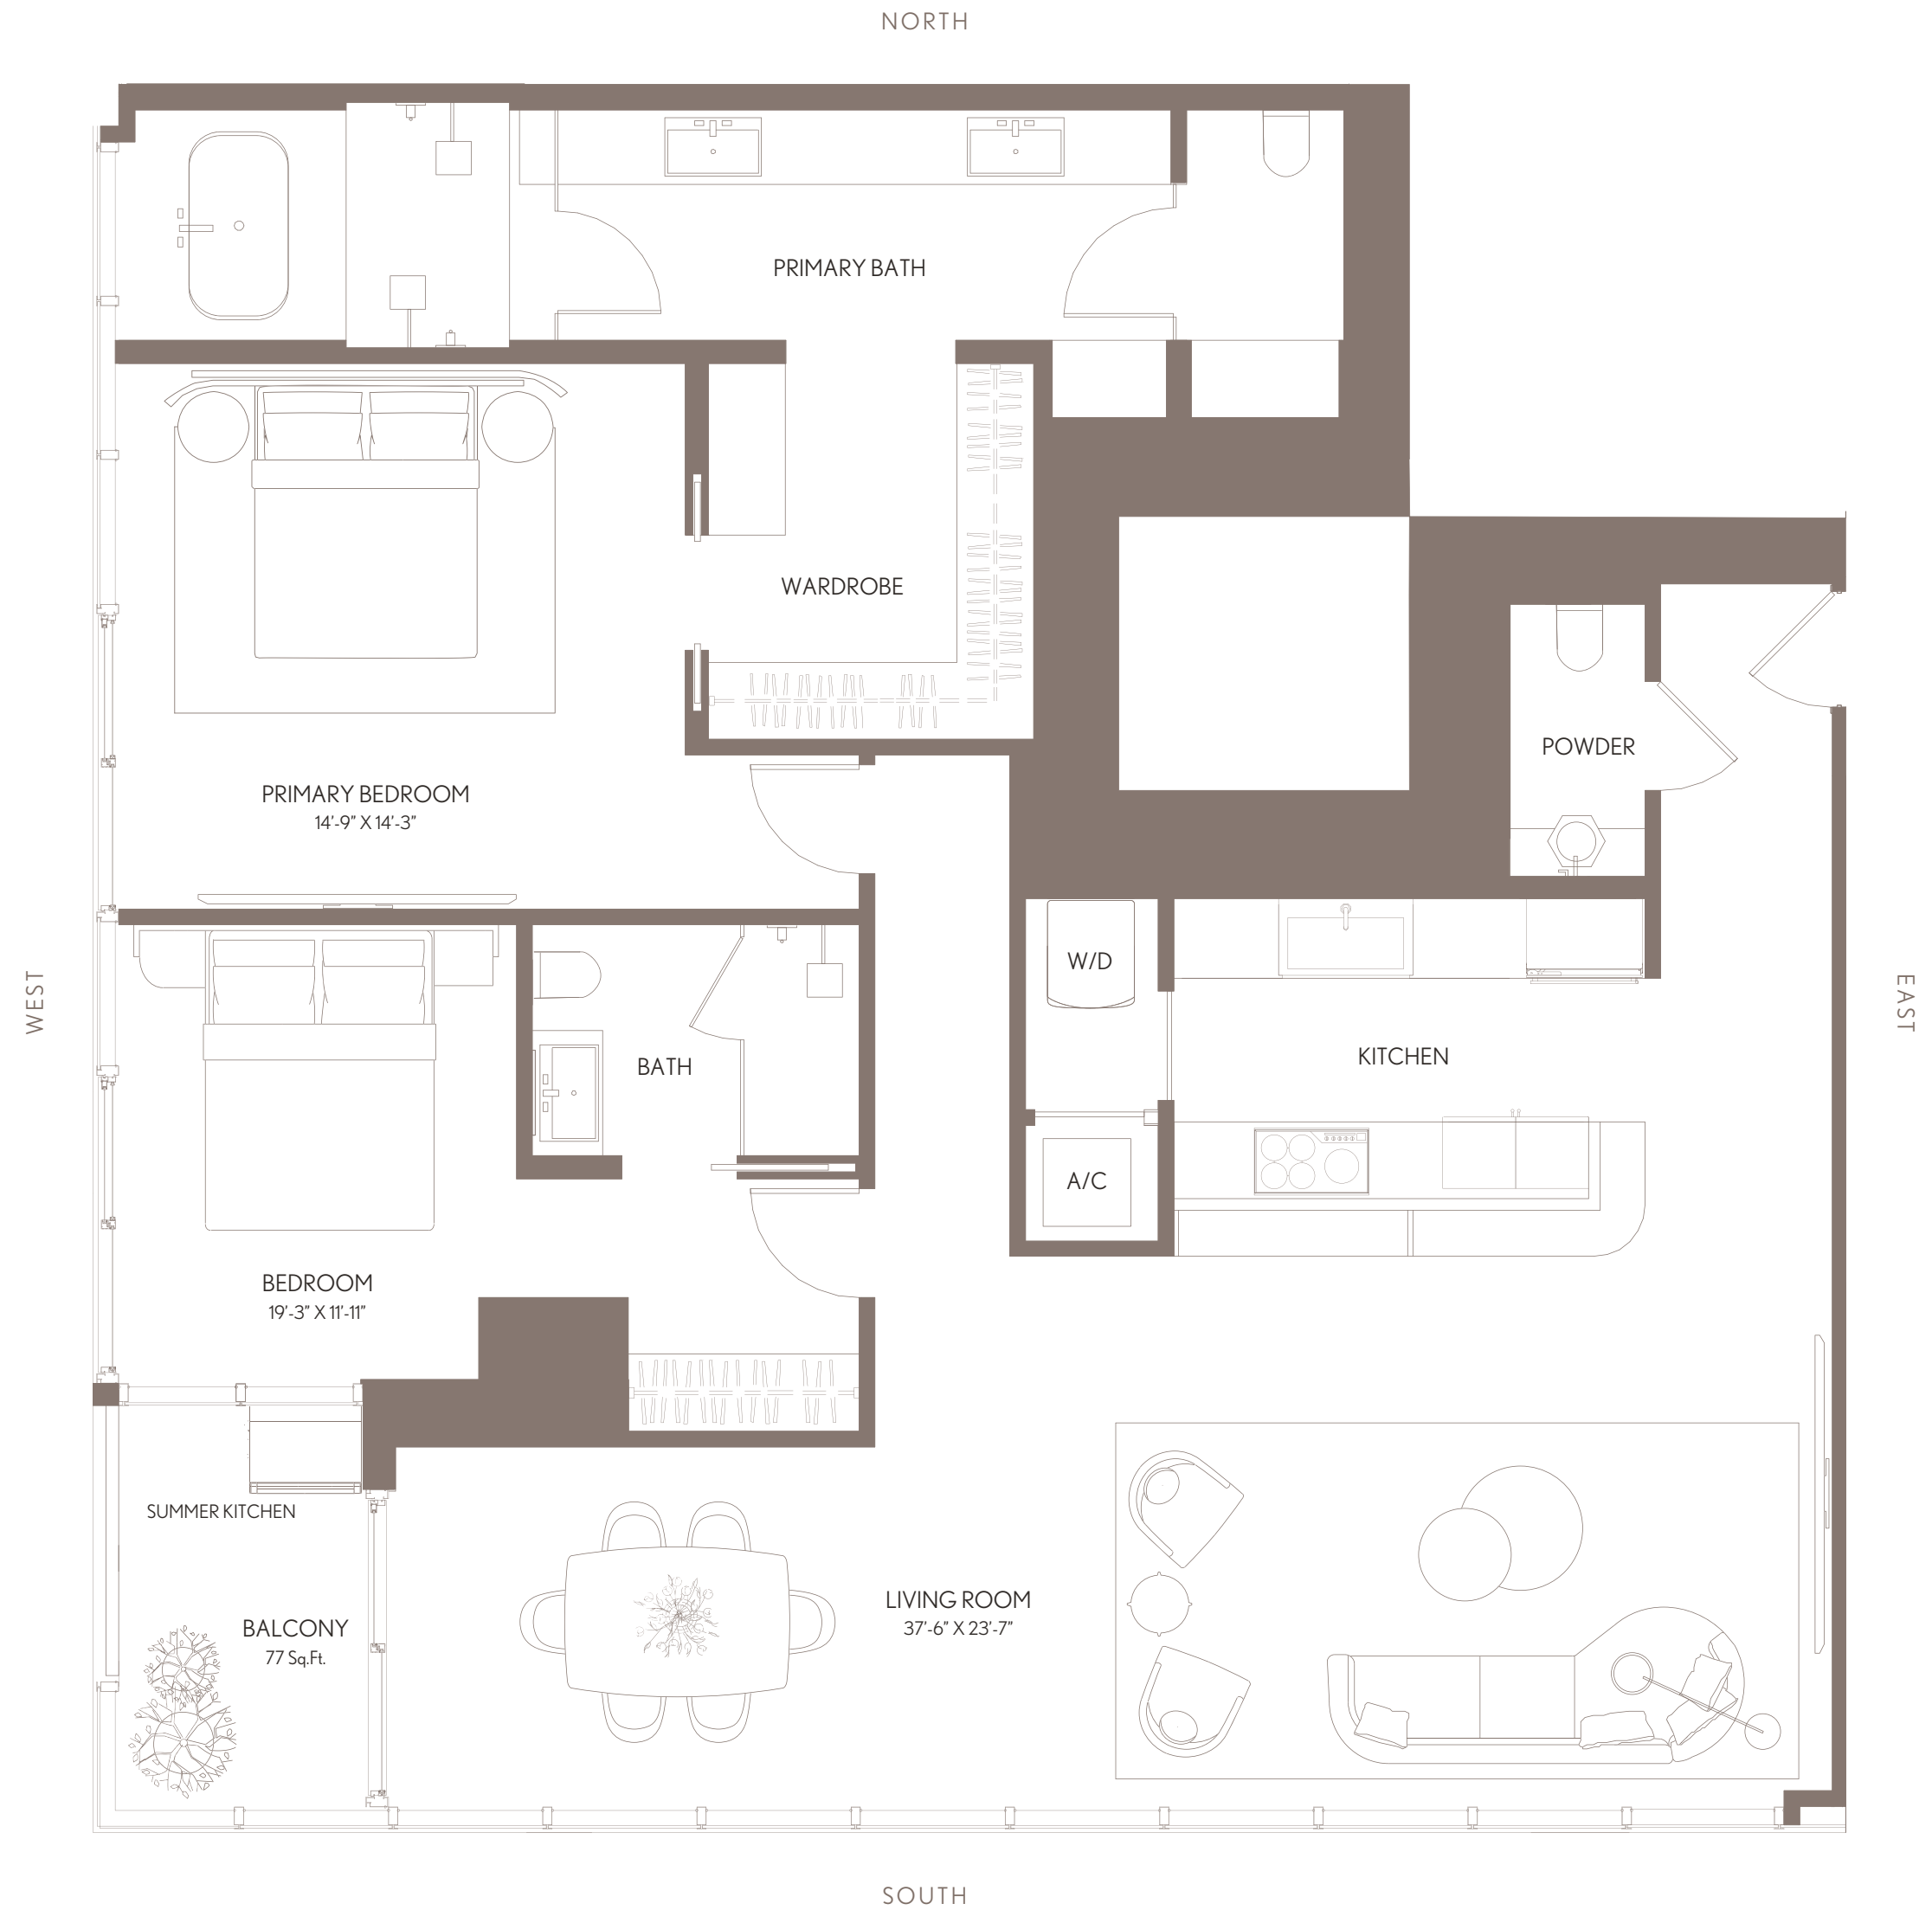 NORTH
PRIMARY BATH
WARDROBE
POWDER
PRIMARY BEDROOM
14'-9" X 14'-3"
W/D
WEST
EAST
KITCHEN
BATH
A/C
BEDROOM
19'-3" X 11'-11"
SUMMER KITCHEN
LIVING ROOM
37'-6" X 23'-7"
BALCONY
77 Sq.Ft.
SOUTH